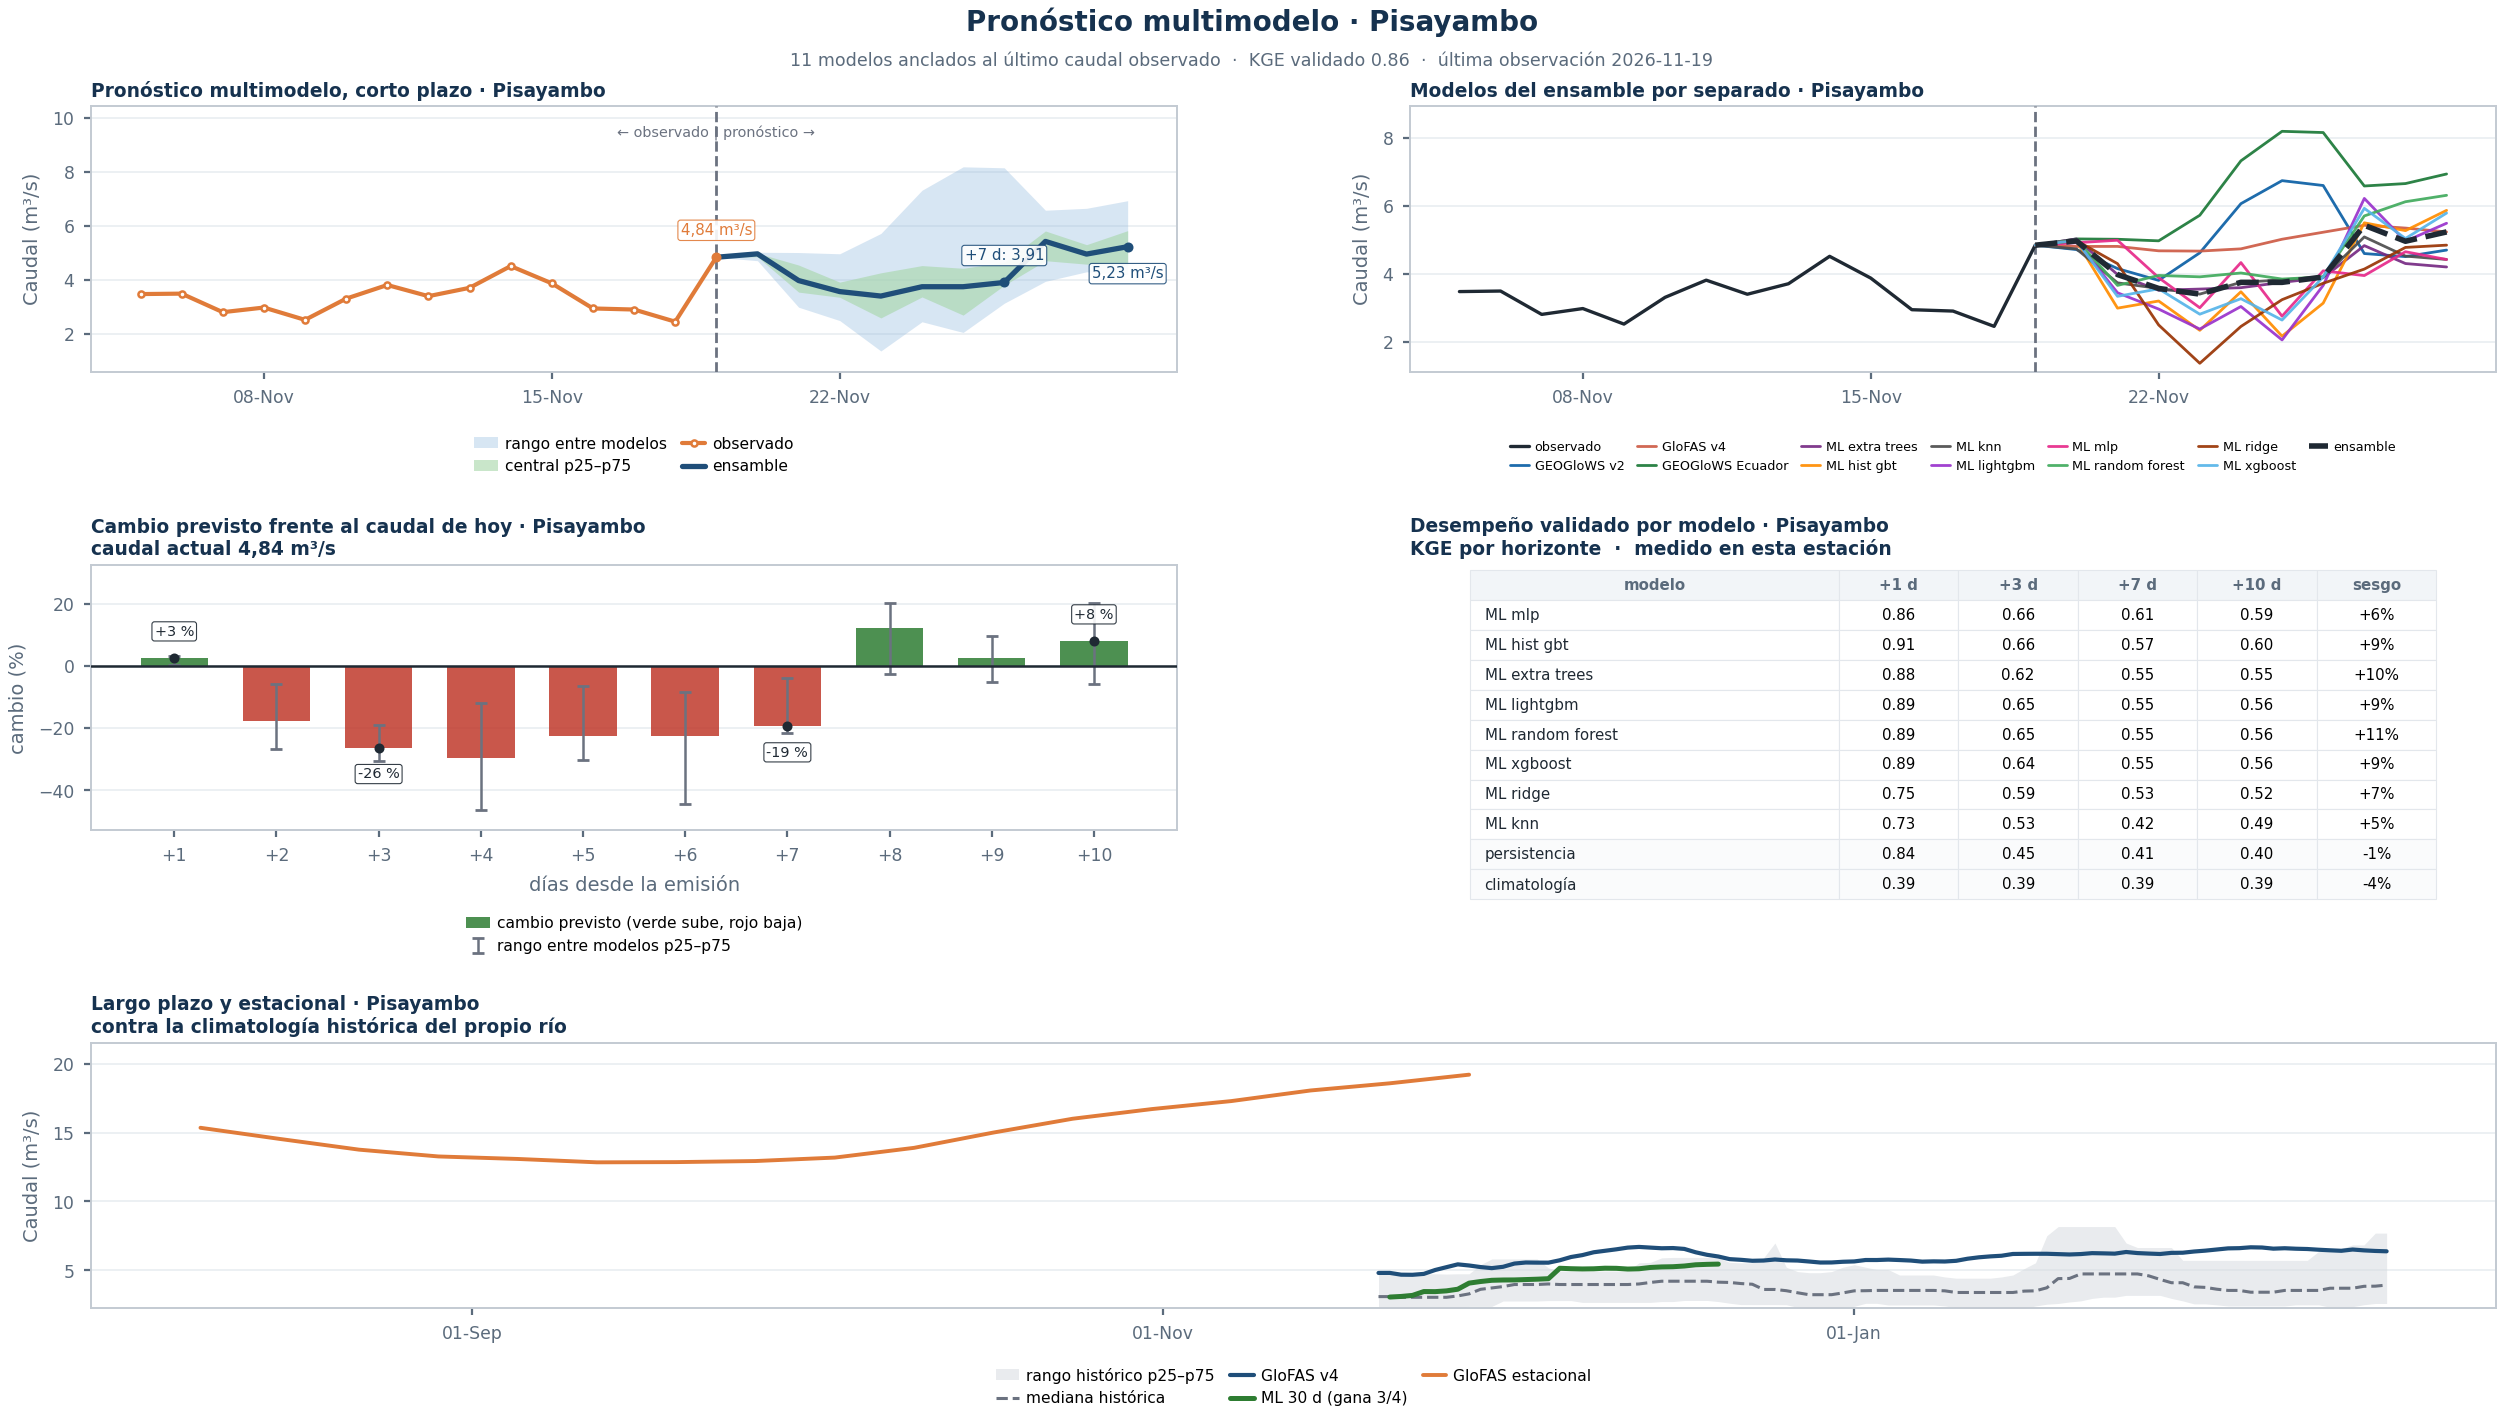 Pronóstico multimodelo · Pisayambo
11 modelos anclados al último caudal observado · KGE validado 0.86 · última observación 2026-11-19
Pronóstico multimodelo, corto plazo · Pisayambo
Caudal (m³/s)
10
8
6
4
2
← observado
pronóstico →
4,84 m³/s
+7 d: 3,91
5,23 m³/s
08-Nov
15-Nov
22-Nov
rango entre modelos
observado
central p25–p75
ensamble
Modelos del ensamble por separado · Pisayambo
Caudal (m³/s)
8
6
4
2
08-Nov
15-Nov
22-Nov
observado
GloFAS v4
ML extra trees
ML knn
ML mlp
ML ridge
ensamble
GEOGloWS v2
GEOGloWS Ecuador
ML hist gbt
ML lightgbm
ML random forest
ML xgboost
Cambio previsto frente al caudal de hoy · Pisayambo
caudal actual 4,84 m³/s
cambio (%)
20
0
−20
−40
+3 %
-26 %
-19 %
+8 %
+1
+2
+3
+4
+5
+6
+7
+8
+9
+10
días desde la emisión
cambio previsto (verde sube, rojo baja)
rango entre modelos p25–p75
Desempeño validado por modelo · Pisayambo
KGE por horizonte · medido en esta estación
modelo +1 d +3 d +7 d +10 d sesgo
ML mlp 0.86 0.66 0.61 0.59 +6%
ML hist gbt 0.91 0.66 0.57 0.60 +9%
ML extra trees 0.88 0.62 0.55 0.55 +10%
ML lightgbm 0.89 0.65 0.55 0.56 +9%
ML random forest 0.89 0.65 0.55 0.56 +11%
ML xgboost 0.89 0.64 0.55 0.56 +9%
ML ridge 0.75 0.59 0.53 0.52 +7%
ML knn 0.73 0.53 0.42 0.49 +5%
persistencia 0.84 0.45 0.41 0.40 -1%
climatología 0.39 0.39 0.39 0.39 -4%
Largo plazo y estacional · Pisayambo
contra la climatología histórica del propio río
Caudal (m³/s)
20
15
10
5
01-Sep
01-Nov
01-Jan
rango histórico p25–p75
GloFAS v4
GloFAS estacional
mediana histórica
ML 30 d (gana 3/4)